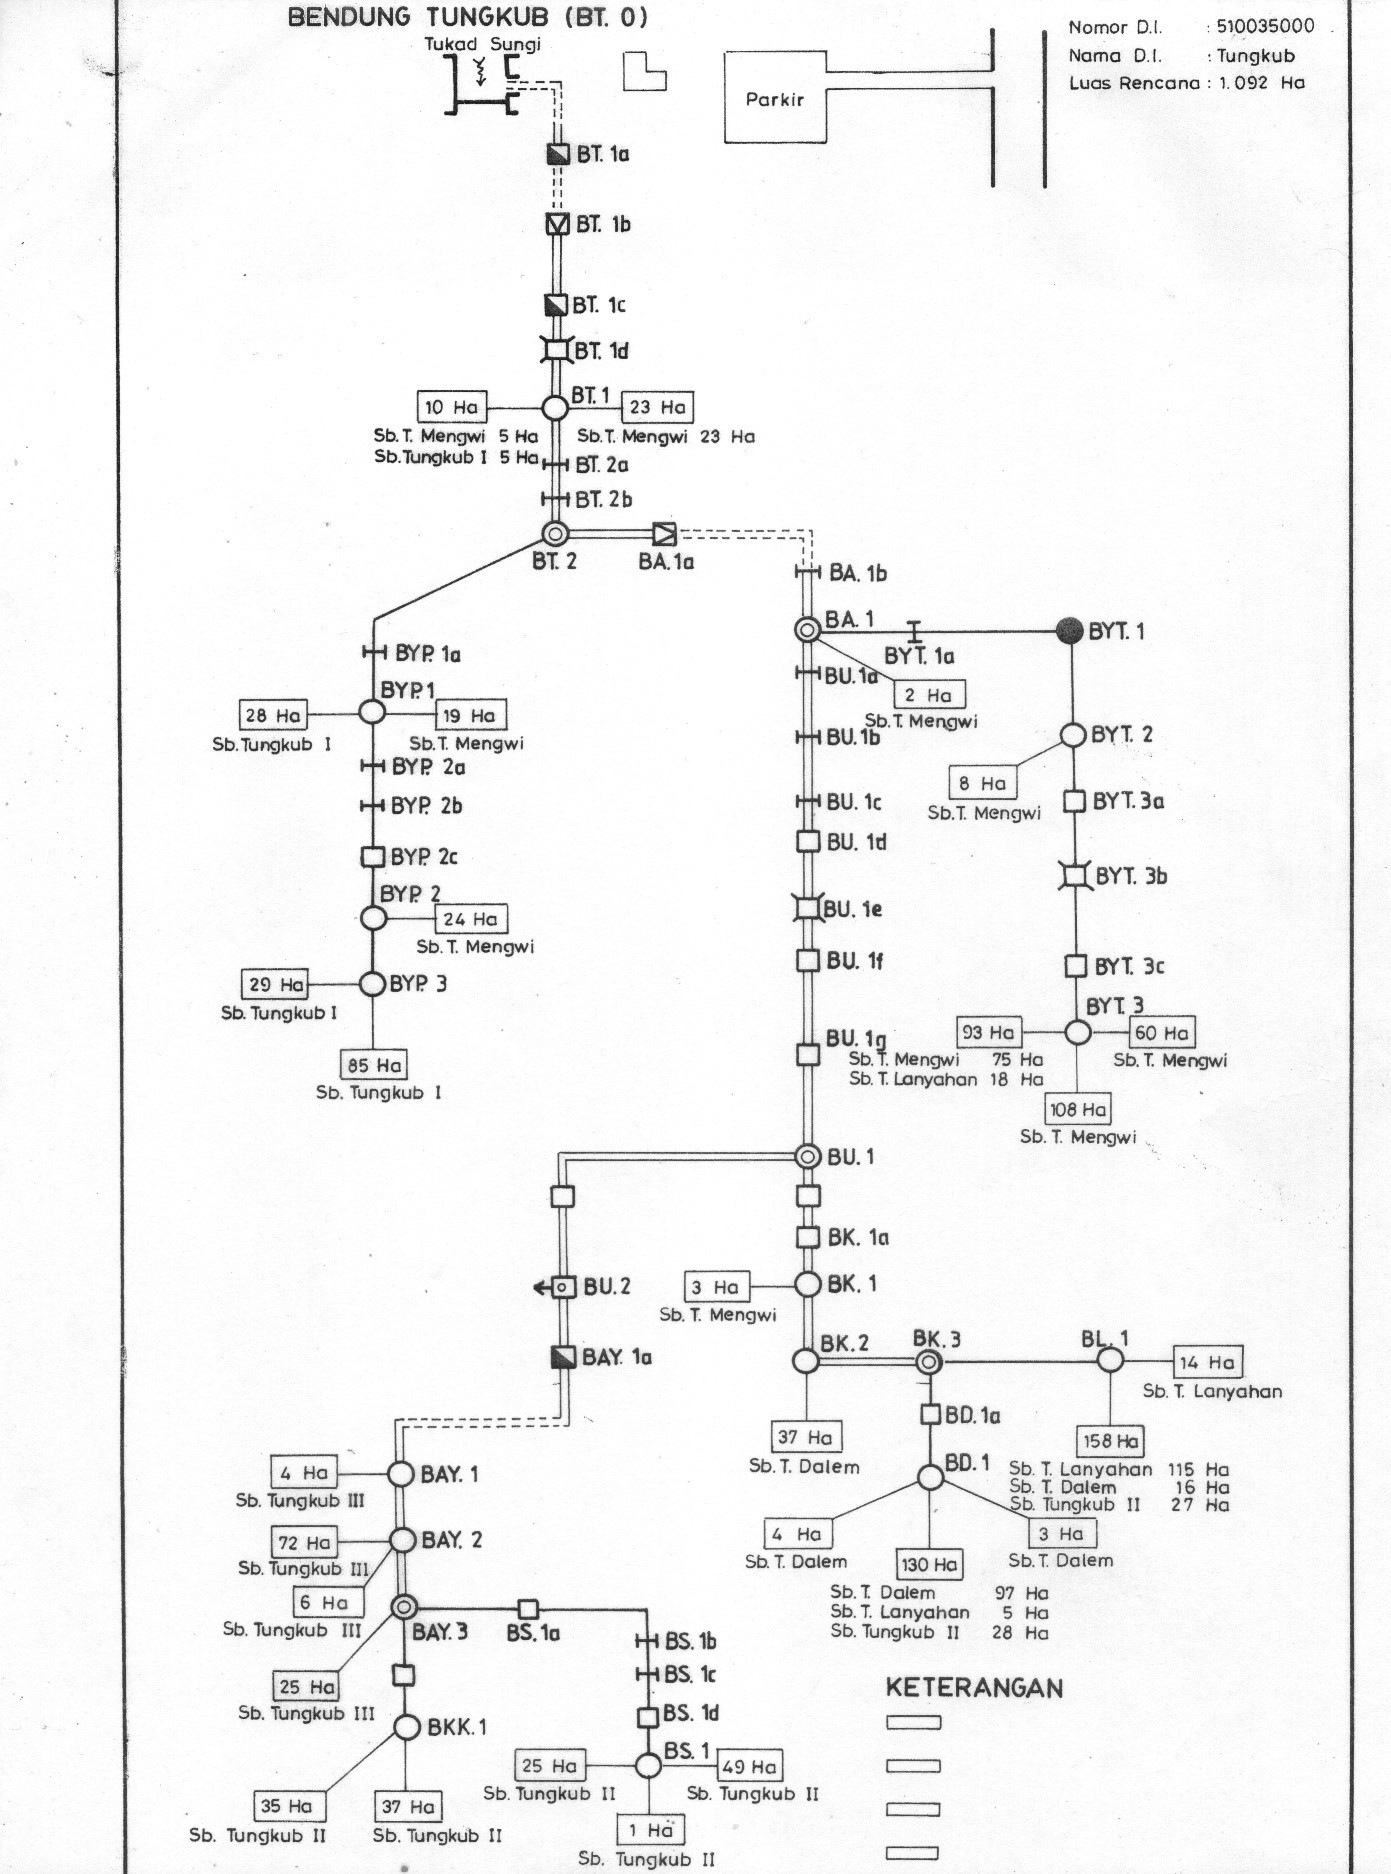 BENDUNG TUNGKUB (BT. 0)
Tukad Sungi
Nomor D.I. : 510035000
Nama D.I. : Tungkub
Luas Rencana : 1.092 Ha
Parkir
BT. 1a
BT. 1b
BT. 1c
BT. 1d
BT. 1
10 Ha
23 Ha
Sb. T. Mengwi 5 Ha
Sb. Tungkub I 5 Ha
Sb. T. Mengwi 23 Ha
BT. 2a
BT. 2b
BT. 2
BA. 1a
BA. 1b
BA. 1
BYT. 1a
BYT. 1
2 Ha
Sb. T. Mengwi
BYP. 1a
BYP. 1
28 Ha
Sb. Tungkub I
19 Ha
Sb. T. Mengwi
BYP. 2a
BYP. 2b
BYP. 2c
BYP. 2
24 Ha
Sb. T. Mengwi
29 Ha
Sb. Tungkub I
BYP. 3
85 Ha
Sb. Tungkub I
BU. 1a
BU. 1b
BU. 1c
BU. 1d
BU. 1e
BU. 1f
BU. 1g
BYT. 2
8 Ha
Sb. T. Mengwi
BYT. 3a
BYT. 3b
BYT. 3c
BYT. 3
93 Ha
Sb. T. Mengwi 75 Ha
Sb. T. Lanyahan 18 Ha
60 Ha
Sb. T. Mengwi
108 Ha
Sb. T. Mengwi
BU. 1
BK. 1a
BU. 2
3 Ha
Sb. T. Mengwi
BK. 1
BAY. 1a
BK. 2
BK. 3
BL. 1
14 Ha
Sb. T. Lanyahan
37 Ha
Sb. T. Dalem
BD. 1a
158 Ha
Sb. T. Lanyahan 115 Ha
Sb. T. Dalem 16 Ha
Sb. Tungkub II 27 Ha
BD. 1
4 Ha
Sb. T. Dalem
3 Ha
Sb. T. Dalem
130 Ha
Sb. T. Dalem 97 Ha
Sb. T. Lanyahan 5 Ha
Sb. Tungkub II 28 Ha
4 Ha
Sb. Tungkub III
BAY. 1
72 Ha
Sb. Tungkub III
BAY. 2
6 Ha
Sb. Tungkub III
BAY. 3
BS. 1a
25 Ha
Sb. Tungkub III
BS. 1b
BS. 1c
BS. 1d
BKK. 1
35 Ha
Sb. Tungkub II
37 Ha
Sb. Tungkub II
BS. 1
25 Ha
Sb. Tungkub II
49 Ha
Sb. Tungkub II
1 Ha
Sb. Tungkub II
KETERANGAN